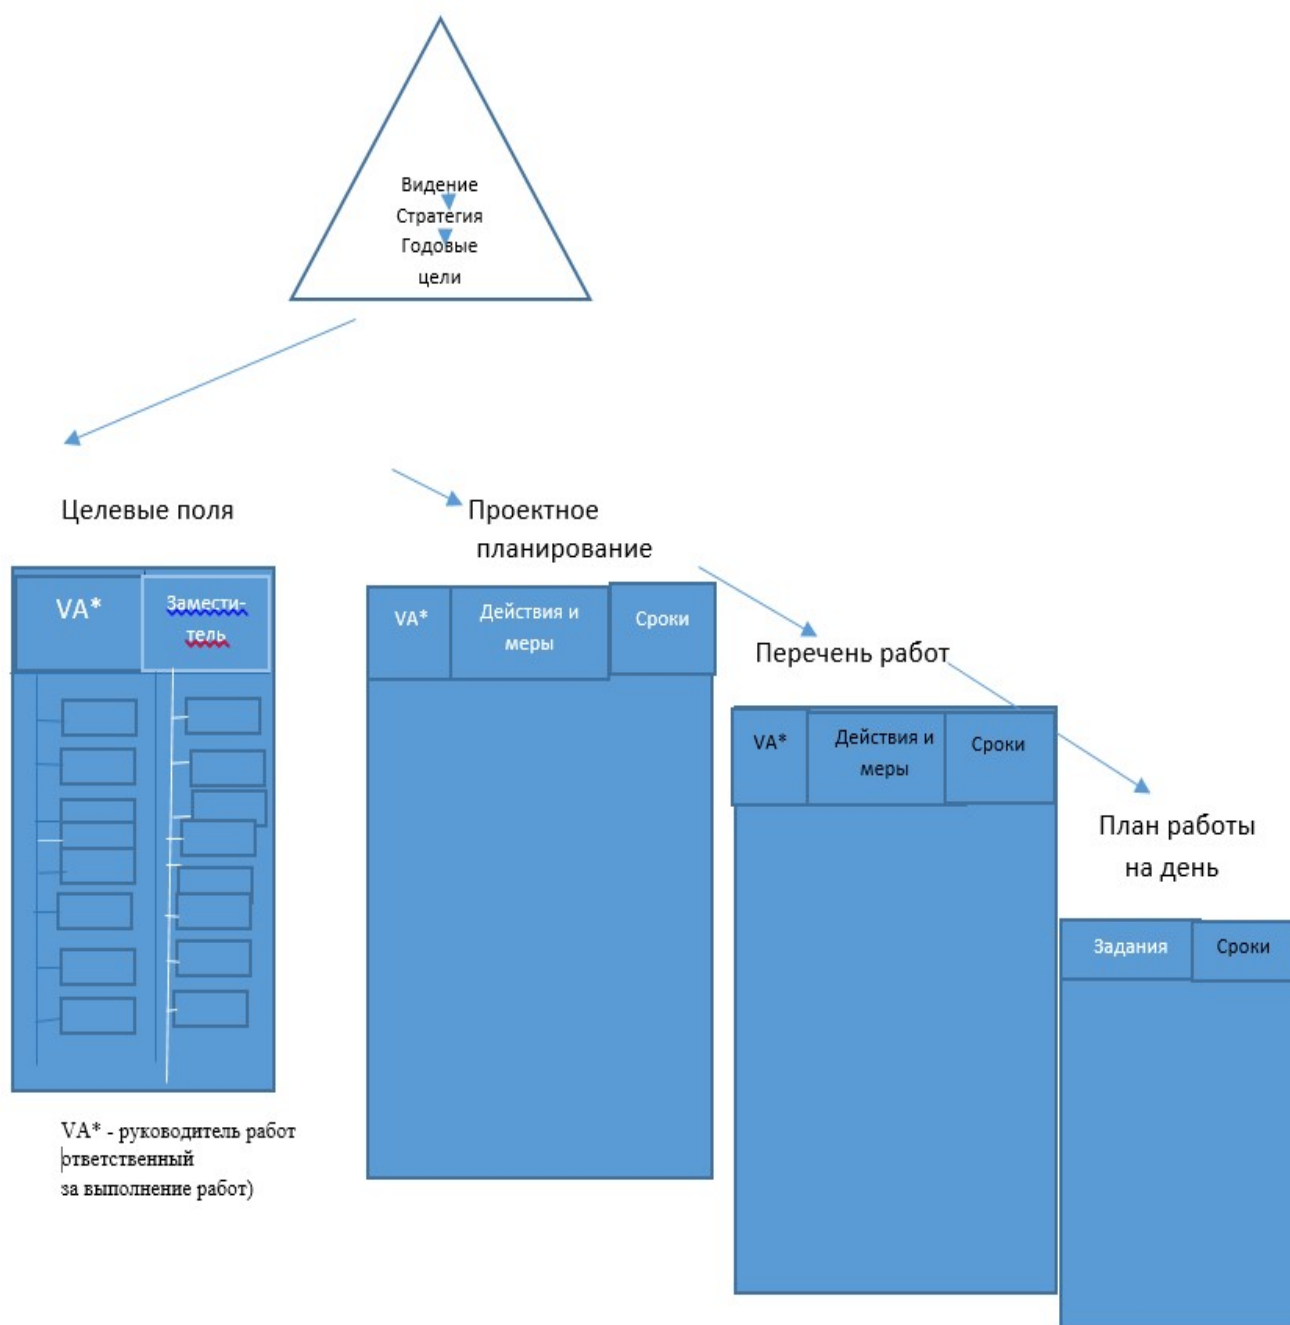 Видение
Стратегия
Годовые
цели
Целевые поля
VA*
Замести-
тель
VA* - руководитель работ
ответственный
за выполнение работ)
Проектное
планирование
VA*
Действия и
меры
Сроки
Перечень работ
VA*
Действия и
меры
Сроки
План работы
на день
Задания
Сроки